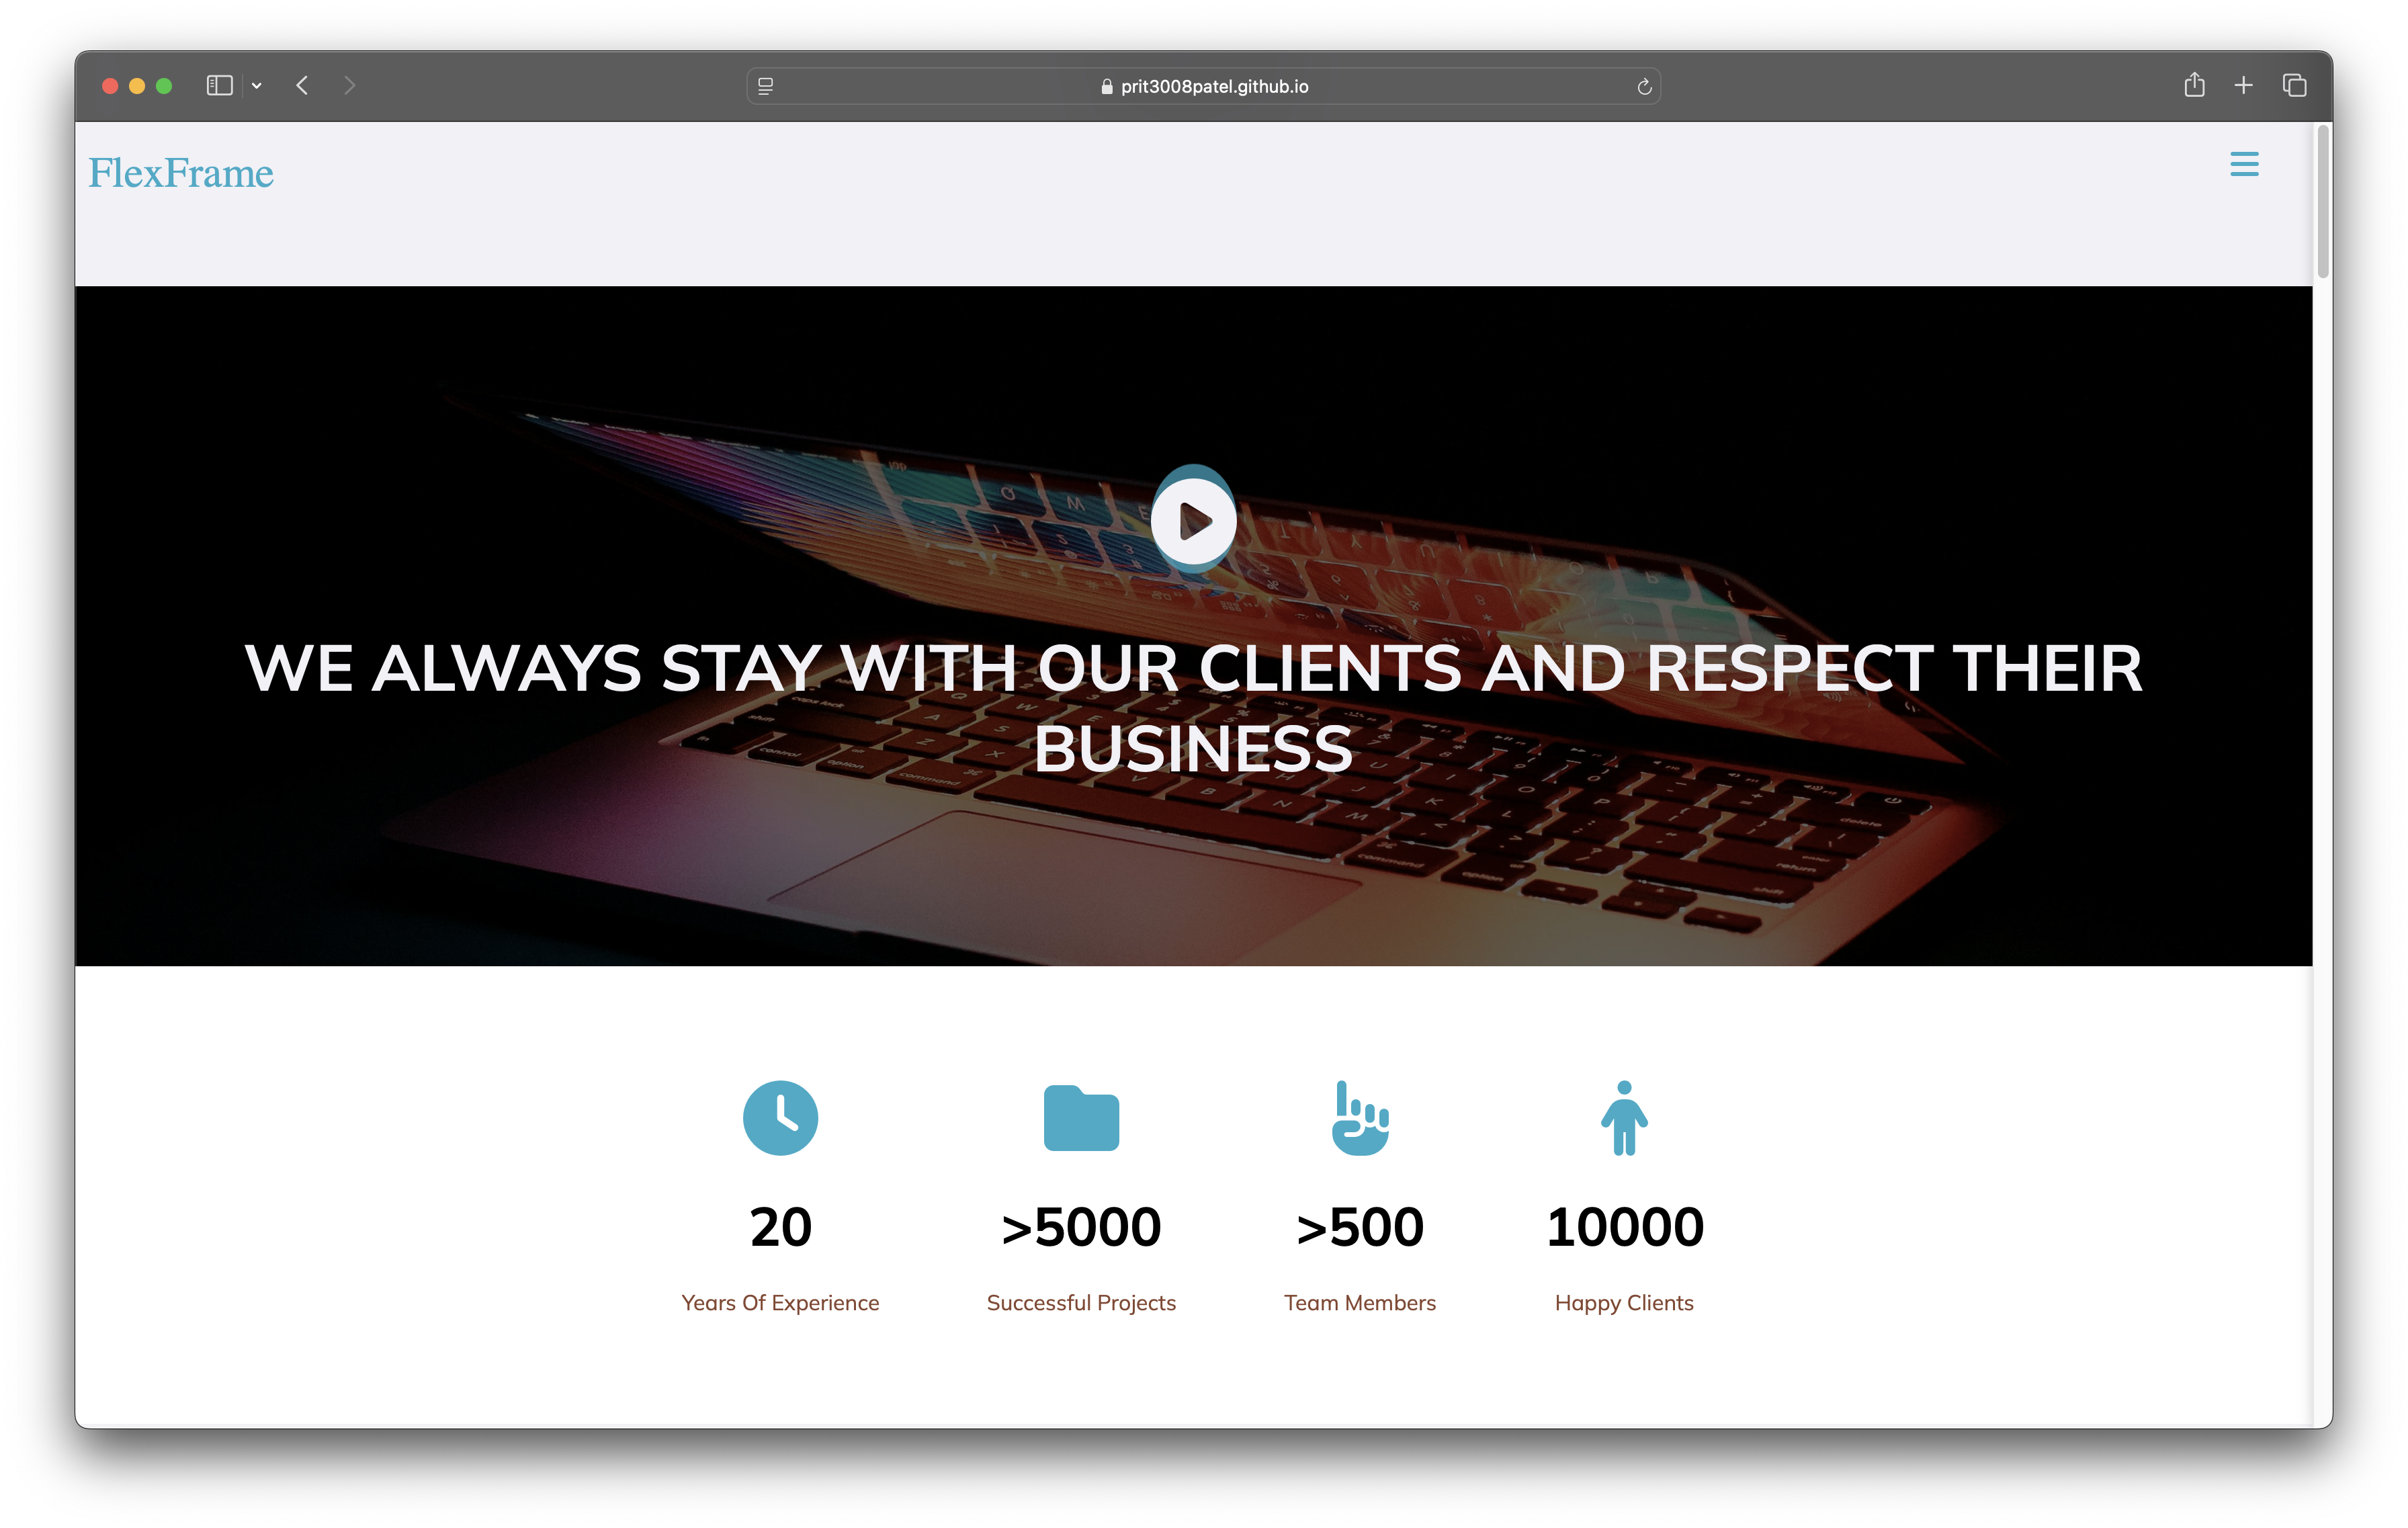 prit3008patel.github.io
FlexFrame
WE ALWAYS STAY WITH OUR CLIENTS AND RESPECT THEIR
BUSINESS
20
>5000
>500
10000
Years Of Experience
Successful Projects
Team Members
Happy Clients